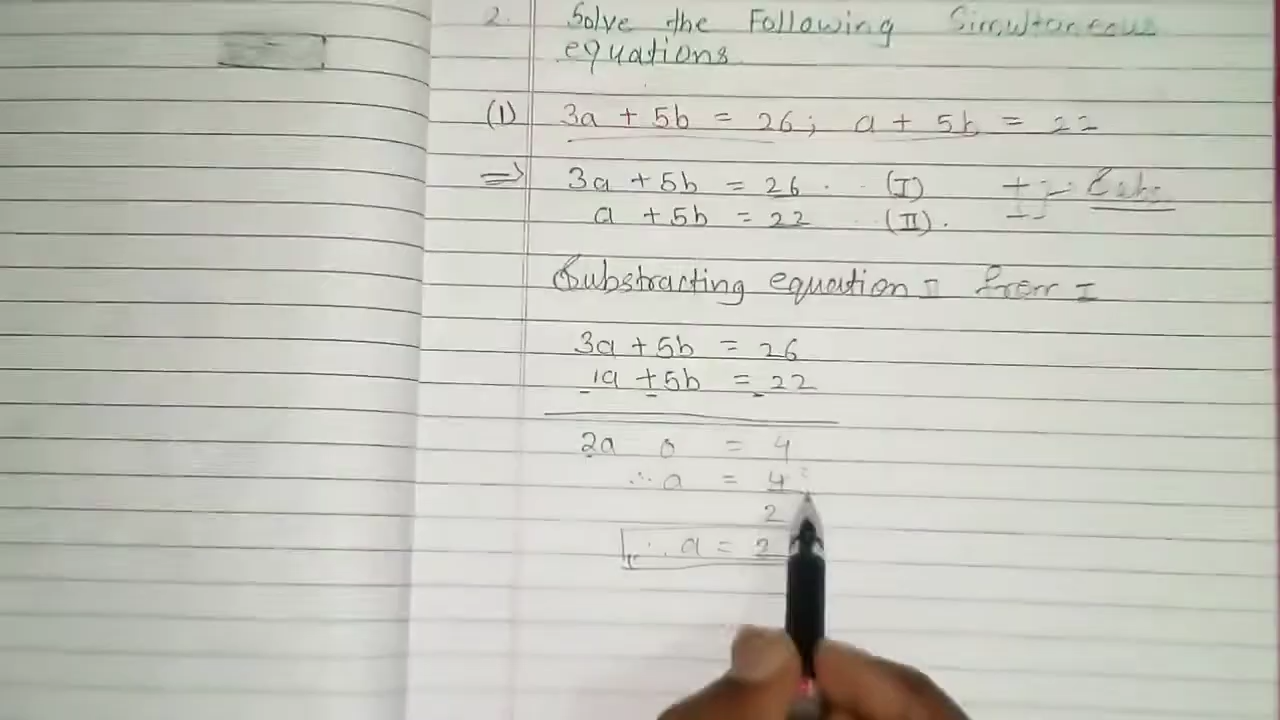 2. Solve the Following Simultaneous
equations
(1) 3a + 5b = 26; a + 5b = 22
⇒ 3a + 5b = 26 . . (I)
a + 5b = 22 . . (II).
Substracting equation II from I
3a + 5b = 26
1a + 5b = 22
- - -
2a 0 = 4
∴ a = 4
2
∴ a = 2